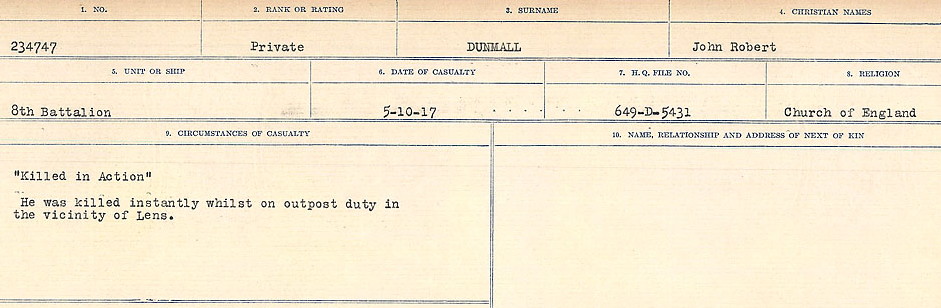 1. NO. 2. RANK OR RATING 3. SURNAME 4. CHRISTIAN NAMES
234747 Private DUNMALL John Robert
5. UNIT OR SHIP 6. DATE OF CASUALTY 7. H.Q. FILE NO. 8. RELIGION
8th Battalion 5-10-17 649-D-5431 Church of England
9. CIRCUMSTANCES OF CASUALTY 10. NAME, RELATIONSHIP AND ADDRESS OF NEXT OF KIN
"Killed in Action"
He was killed instantly whilst on outpost duty in
the vicinity of Lens.